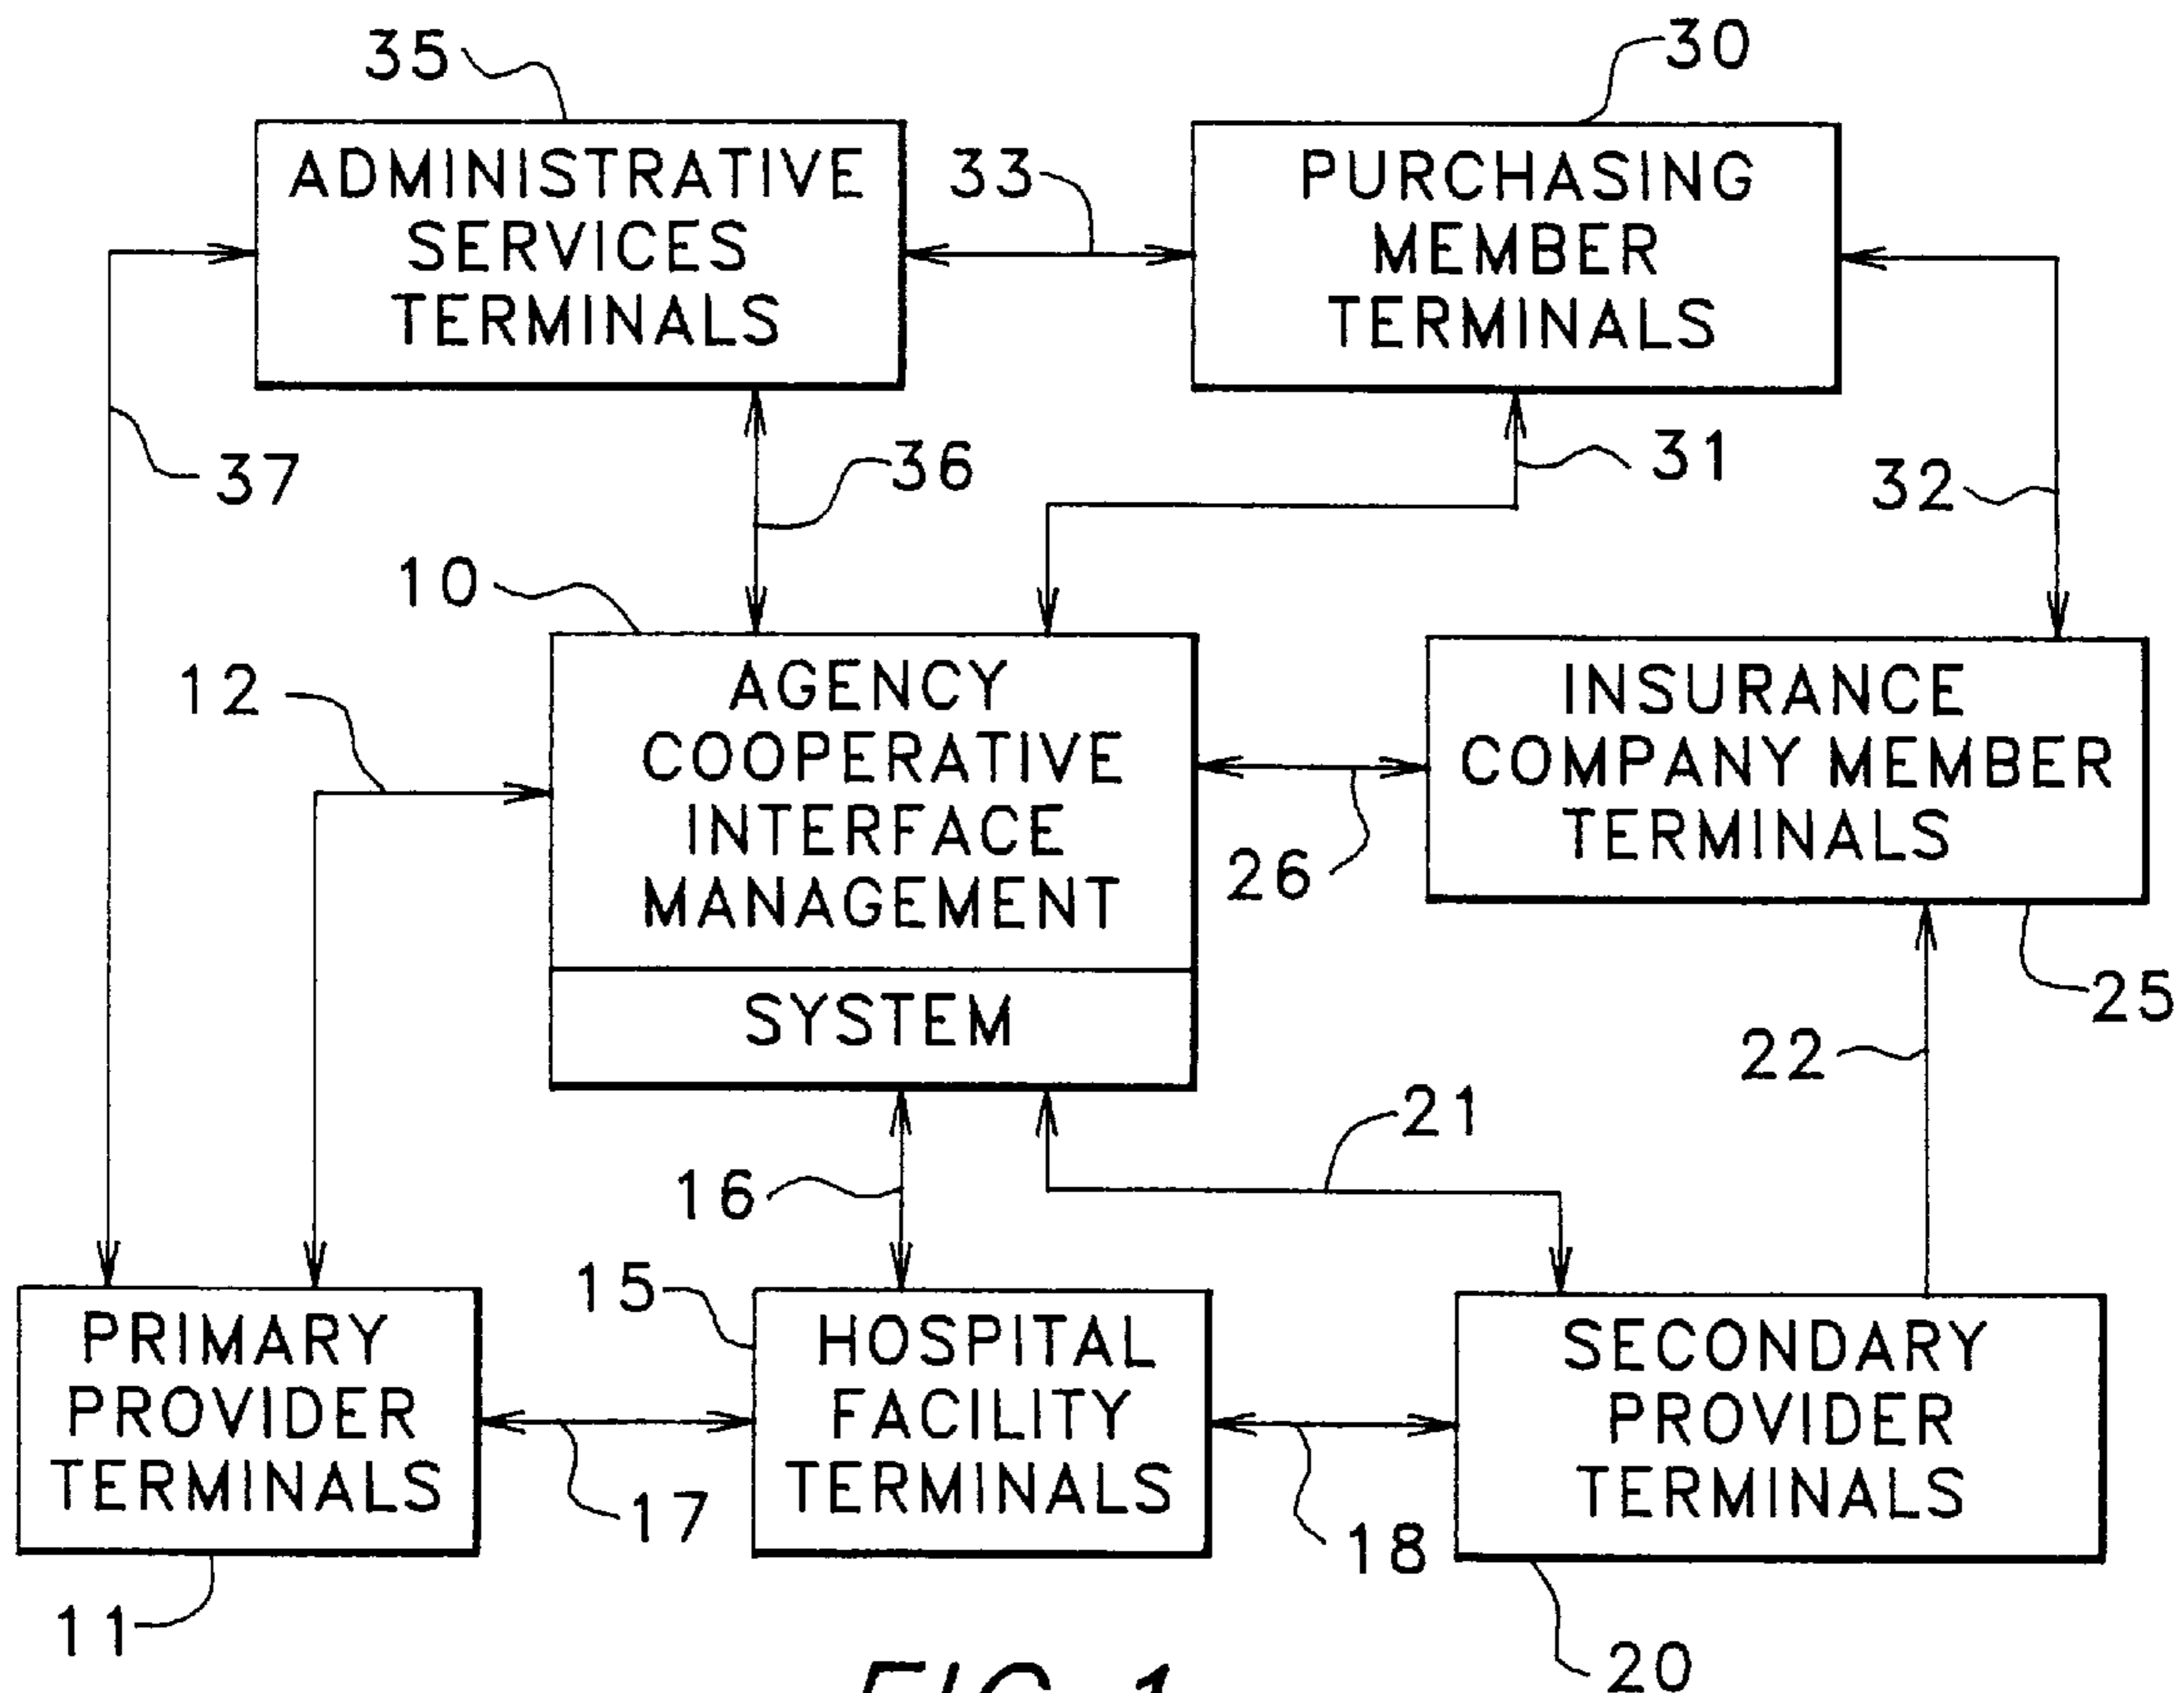 35
30
ADMINISTRATIVE
SERVICES
TERMINALS
33
PURCHASING
MEMBER
TERMINALS
37
36
31
32
10
12
AGENCY
COOPERATIVE
INTERFACE
MANAGEMENT
SYSTEM
26
INSURANCE
COMPANY MEMBER
TERMINALS
25
22
21
16
15
PRIMARY
PROVIDER
TERMINALS
17
HOSPITAL
FACILITY
TERMINALS
18
SECONDARY
PROVIDER
TERMINALS
11
20
FIG. 1